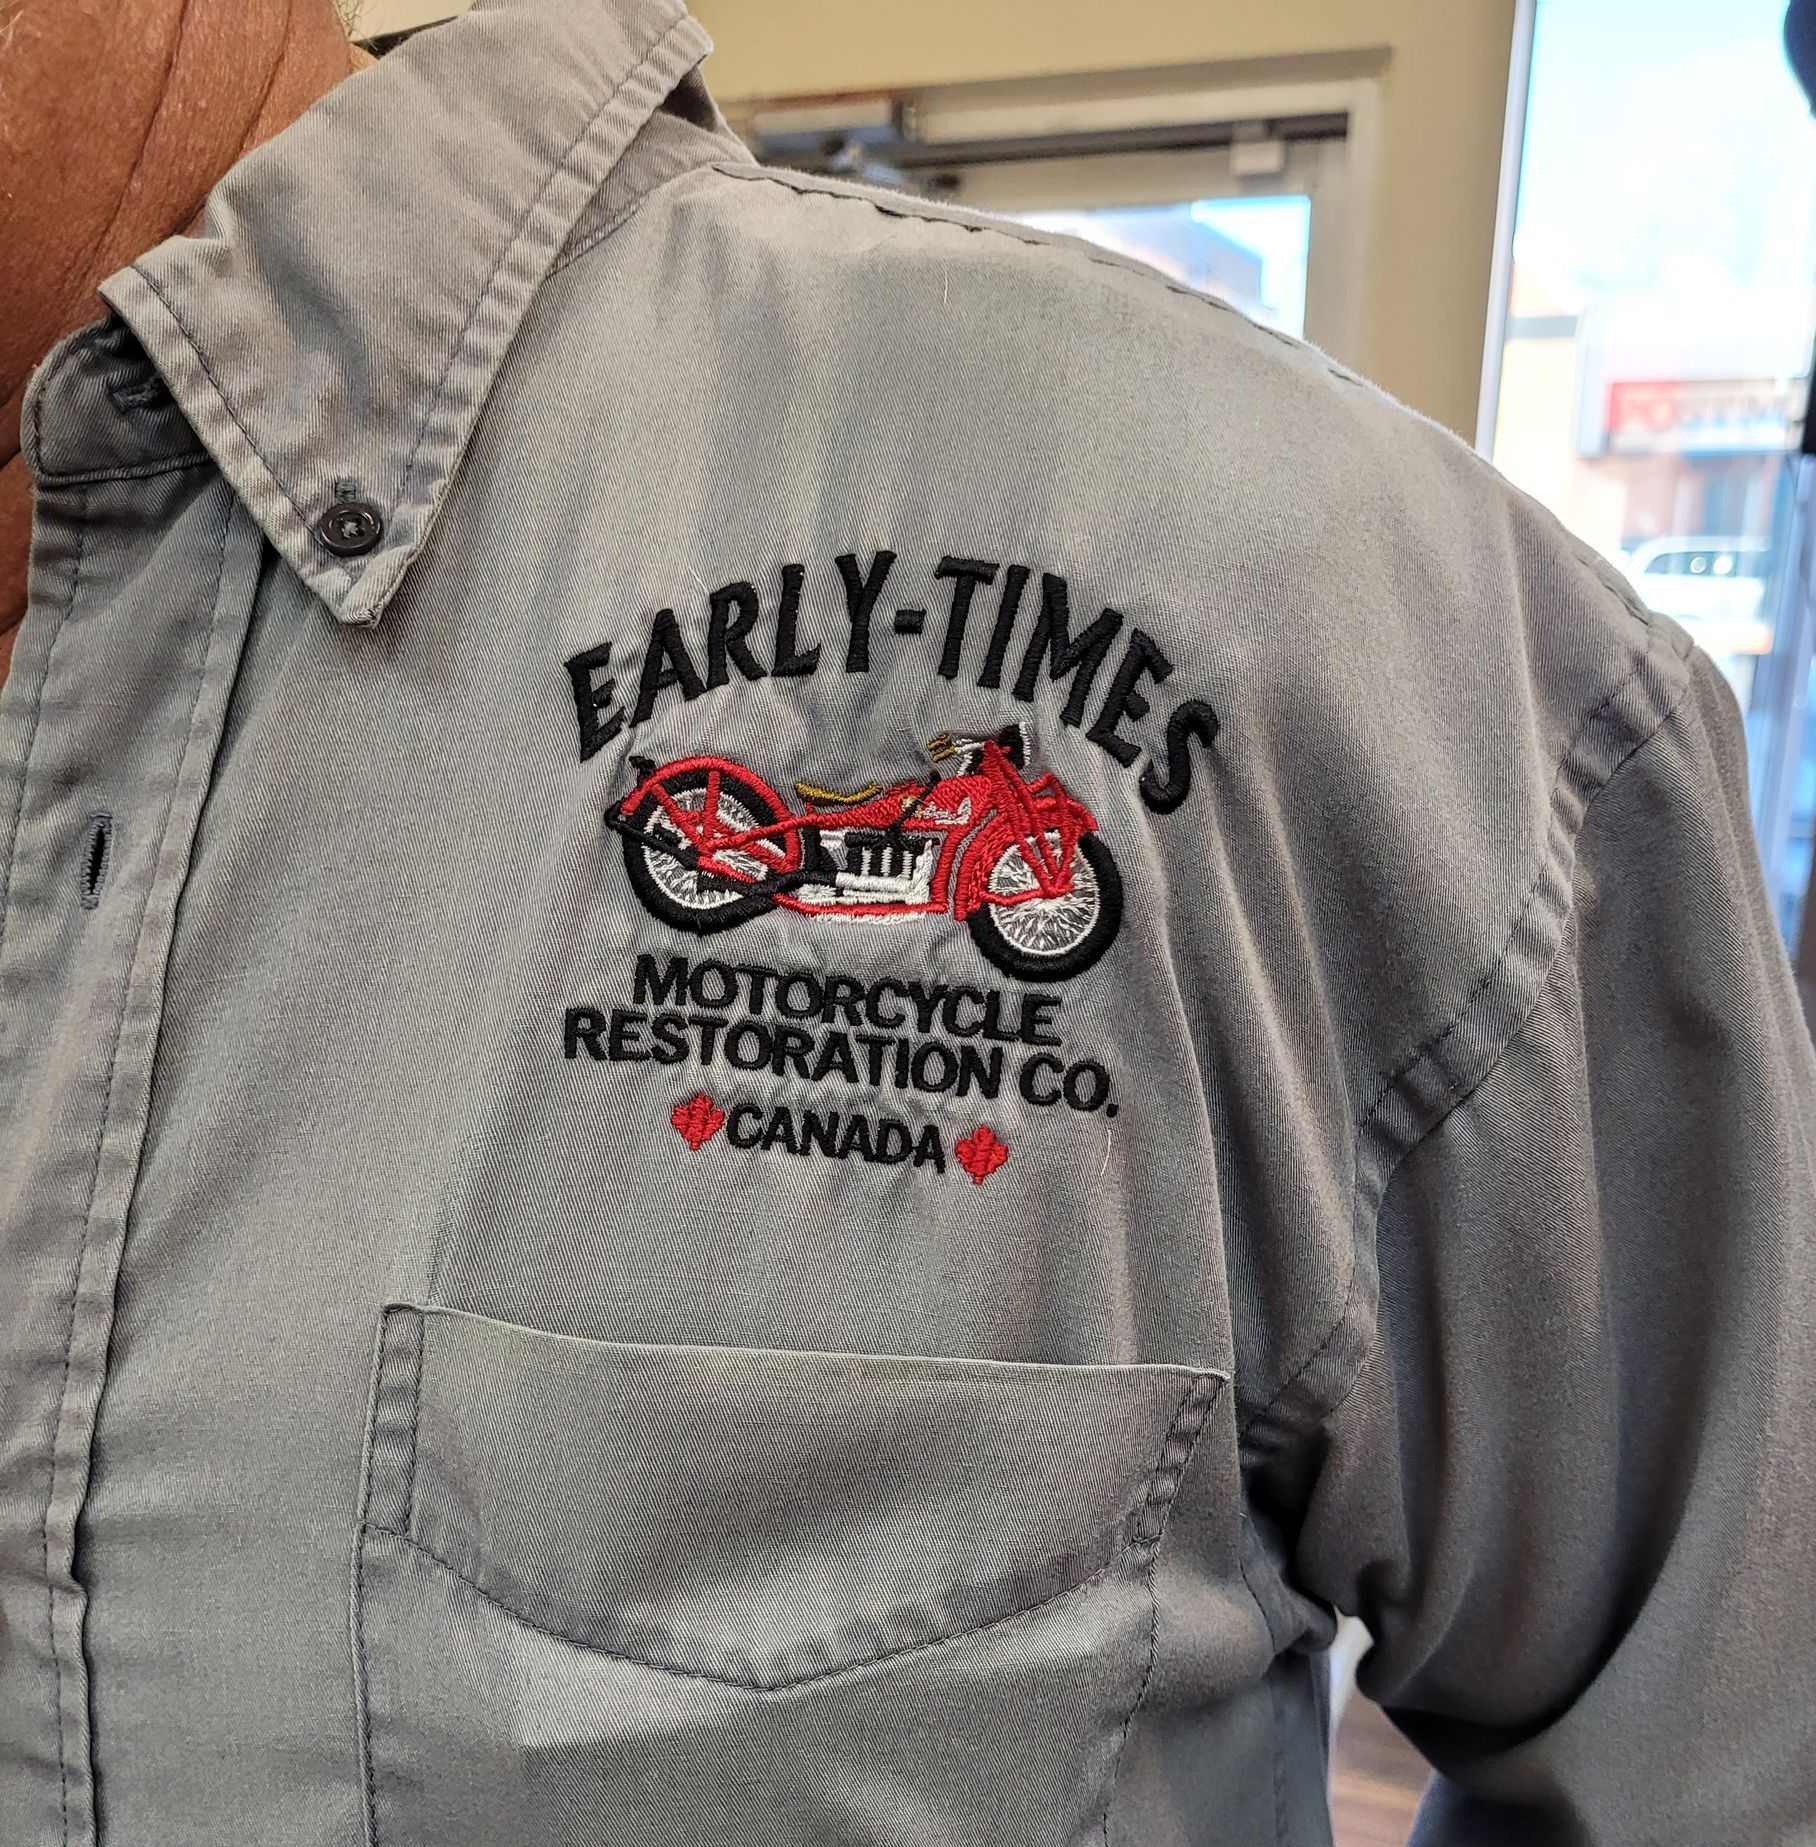 EARLY-TIMES
MOTORCYCLE
RESTORATION CO.
CANADA